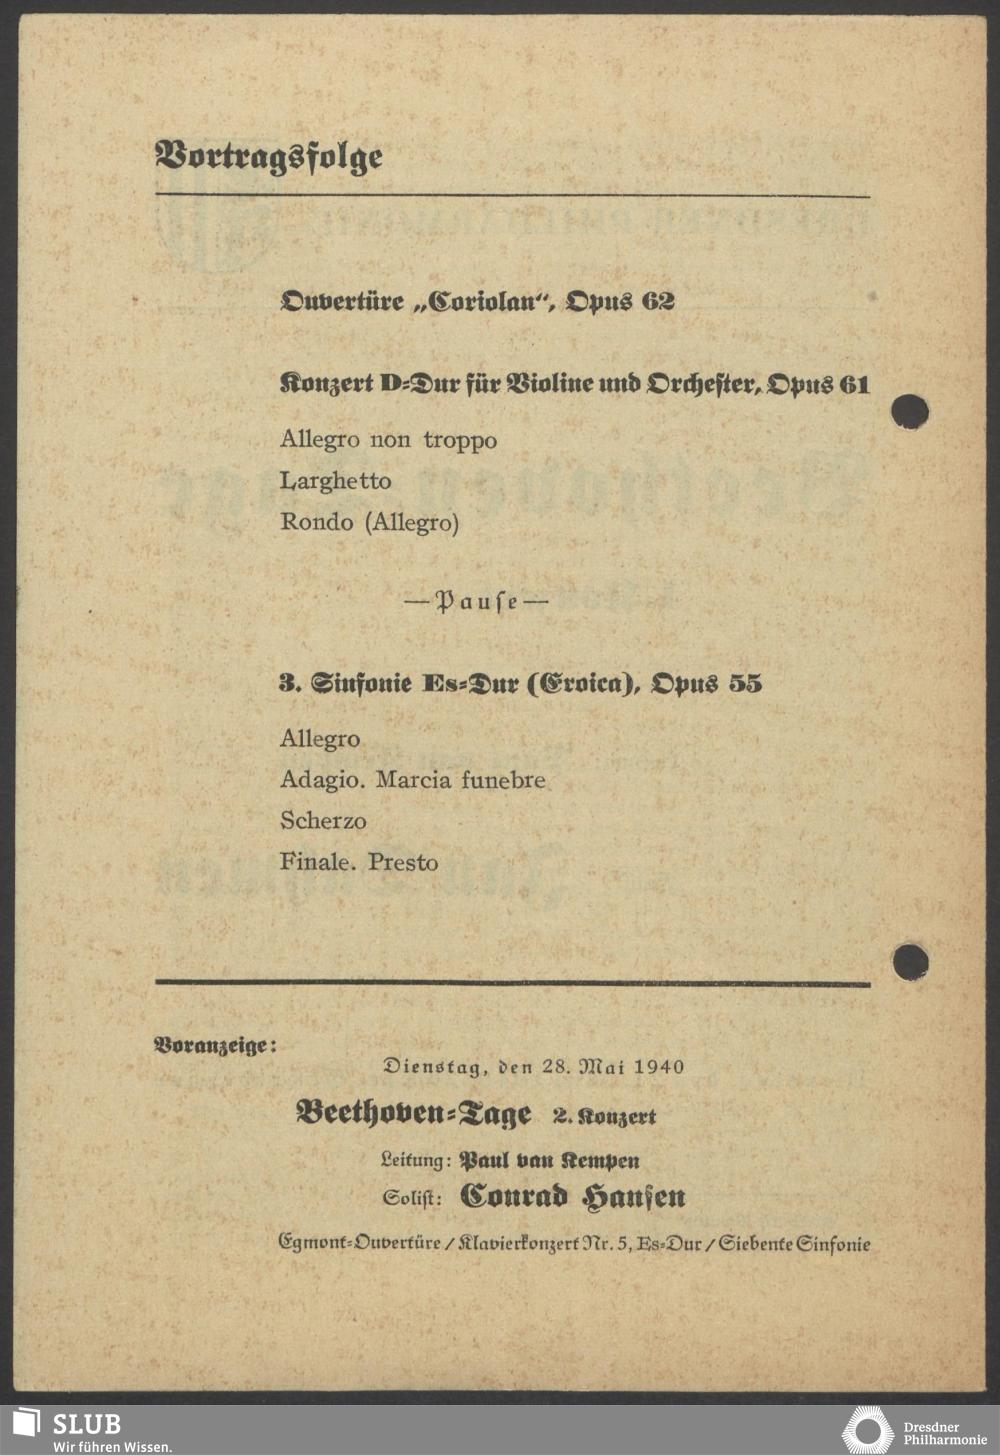 Vortragsfolge
Ouvertüre „Coriolan“, Opus 62
Konzert D-Dur für Violine und Orchester, Opus 61
Allegro non troppo
Larghetto
Rondo (Allegro)
— Pause —
3. Sinfonie Es-Dur (Eroica), Opus 55
Allegro
Adagio. Marcia funebre
Scherzo
Finale. Presto
Voranzeige:
Dienstag, den 28. Mai 1940
Beethoven-Tage 2. Konzert
Leitung: Paul van Kempen
Solist: Conrad Hansen
Egmont-Ouvertüre / Klavierkonzert Nr. 5, Es-Dur / Siebente Sinfonie
SLUB
Wir führen Wissen.
Dresdner
Philharmonie